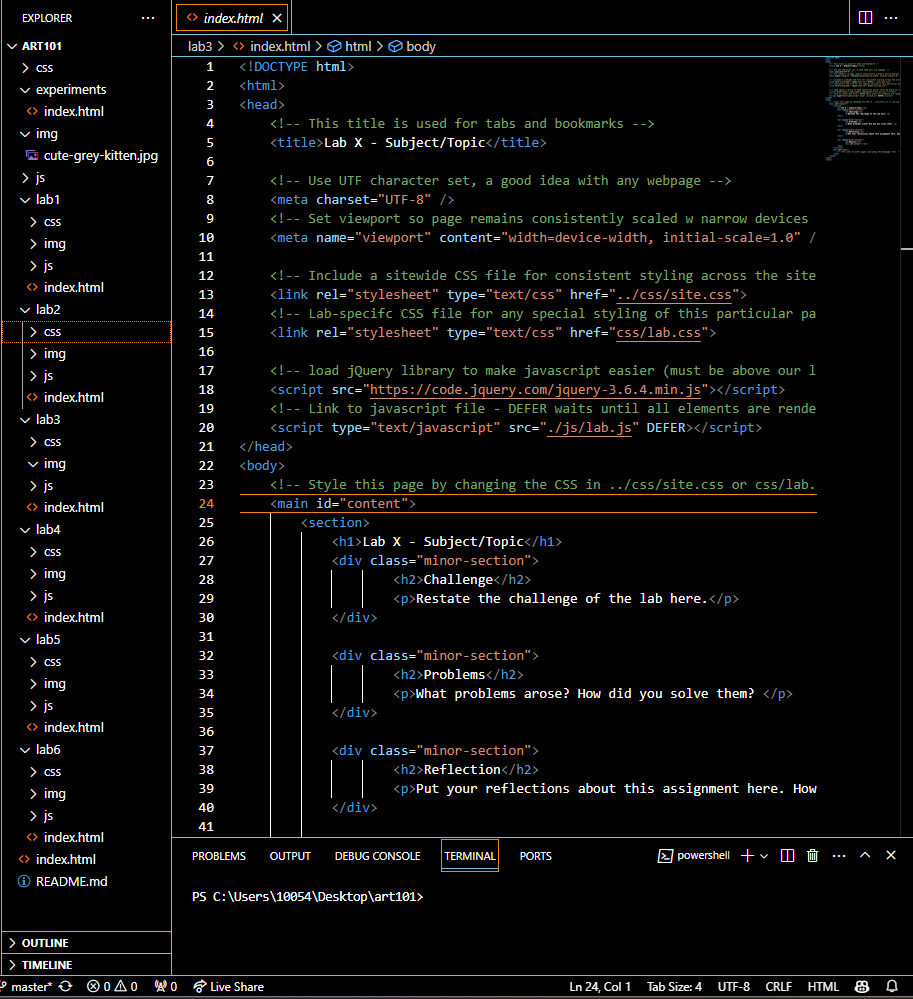 EXPLORER ···
ART101
css
experiments
<> index.html
img
cute-grey-kitten.jpg
js
lab1
css
img
js
<> index.html
lab2
css
img
js
<> index.html
lab3
css
img
js
<> index.html
lab4
css
img
js
<> index.html
lab5
css
img
js
<> index.html
lab6
css
img
js
<> index.html
<> index.html
README.md
OUTLINE
TIMELINE
<> index.html
lab3 > <> index.html > html > body
1 <!DOCTYPE html>
2 <html>
3 <head>
4 <!-- This title is used for tabs and bookmarks -->
5 <title>Lab X - Subject/Topic</title>
6
7 <!-- Use UTF character set, a good idea with any webpage -->
8 <meta charset="UTF-8" />
9 <!-- Set viewport so page remains consistently scaled w narrow devices
10 <meta name="viewport" content="width=device-width, initial-scale=1.0" /
11
12 <!-- Include a sitewide CSS file for consistent styling across the site
13 <link rel="stylesheet" type="text/css" href="../css/site.css">
14 <!-- Lab-specifc CSS file for any special styling of this particular pa
15 <link rel="stylesheet" type="text/css" href="css/lab.css">
16
17 <!-- load jQuery library to make javascript easier (must be above our l
18 <script src="https://code.jquery.com/jquery-3.6.4.min.js"></script>
19 <!-- Link to javascript file - DEFER waits until all elements are rende
20 <script type="text/javascript" src="./js/lab.js" DEFER></script>
21 </head>
22 <body>
23 <!-- Style this page by changing the CSS in ../css/site.css or css/lab.
24 <main id="content">
25 <section>
26 <h1>Lab X - Subject/Topic</h1>
27 <div class="minor-section">
28 <h2>Challenge</h2>
29 <p>Restate the challenge of the lab here.</p>
30 </div>
31
32 <div class="minor-section">
33 <h2>Problems</h2>
34 <p>What problems arose? How did you solve them? </p>
35 </div>
36
37 <div class="minor-section">
38 <h2>Reflection</h2>
39 <p>Put your reflections about this assignment here. How
40 </div>
41
PROBLEMS OUTPUT DEBUG CONSOLE TERMINAL PORTS powershell
PS C:\Users\10054\Desktop\art101>
master* 0 0 0 Live Share Ln 24, Col 1 Tab Size: 4 UTF-8 CRLF HTML